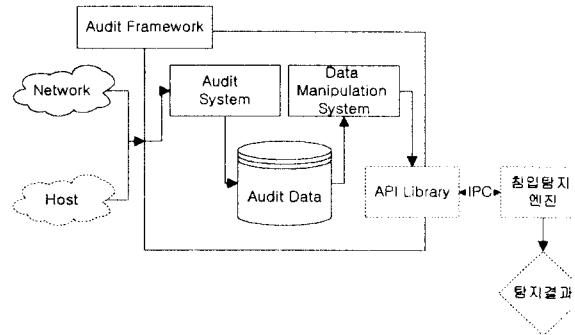 Audit Framework
Network
Host
Audit
System
Data
Manipulation
System
Audit Data
API Library
IPC
침입탐지
엔진
탐지결과